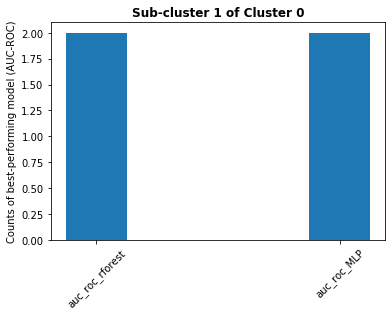 Sub-cluster 1 of Cluster 0
Counts of best-performing model (AUC-ROC)
2.00
1.75
1.50
1.25
1.00
0.75
0.50
0.25
0.00
auc_roc_rforest
auc_roc_MLP